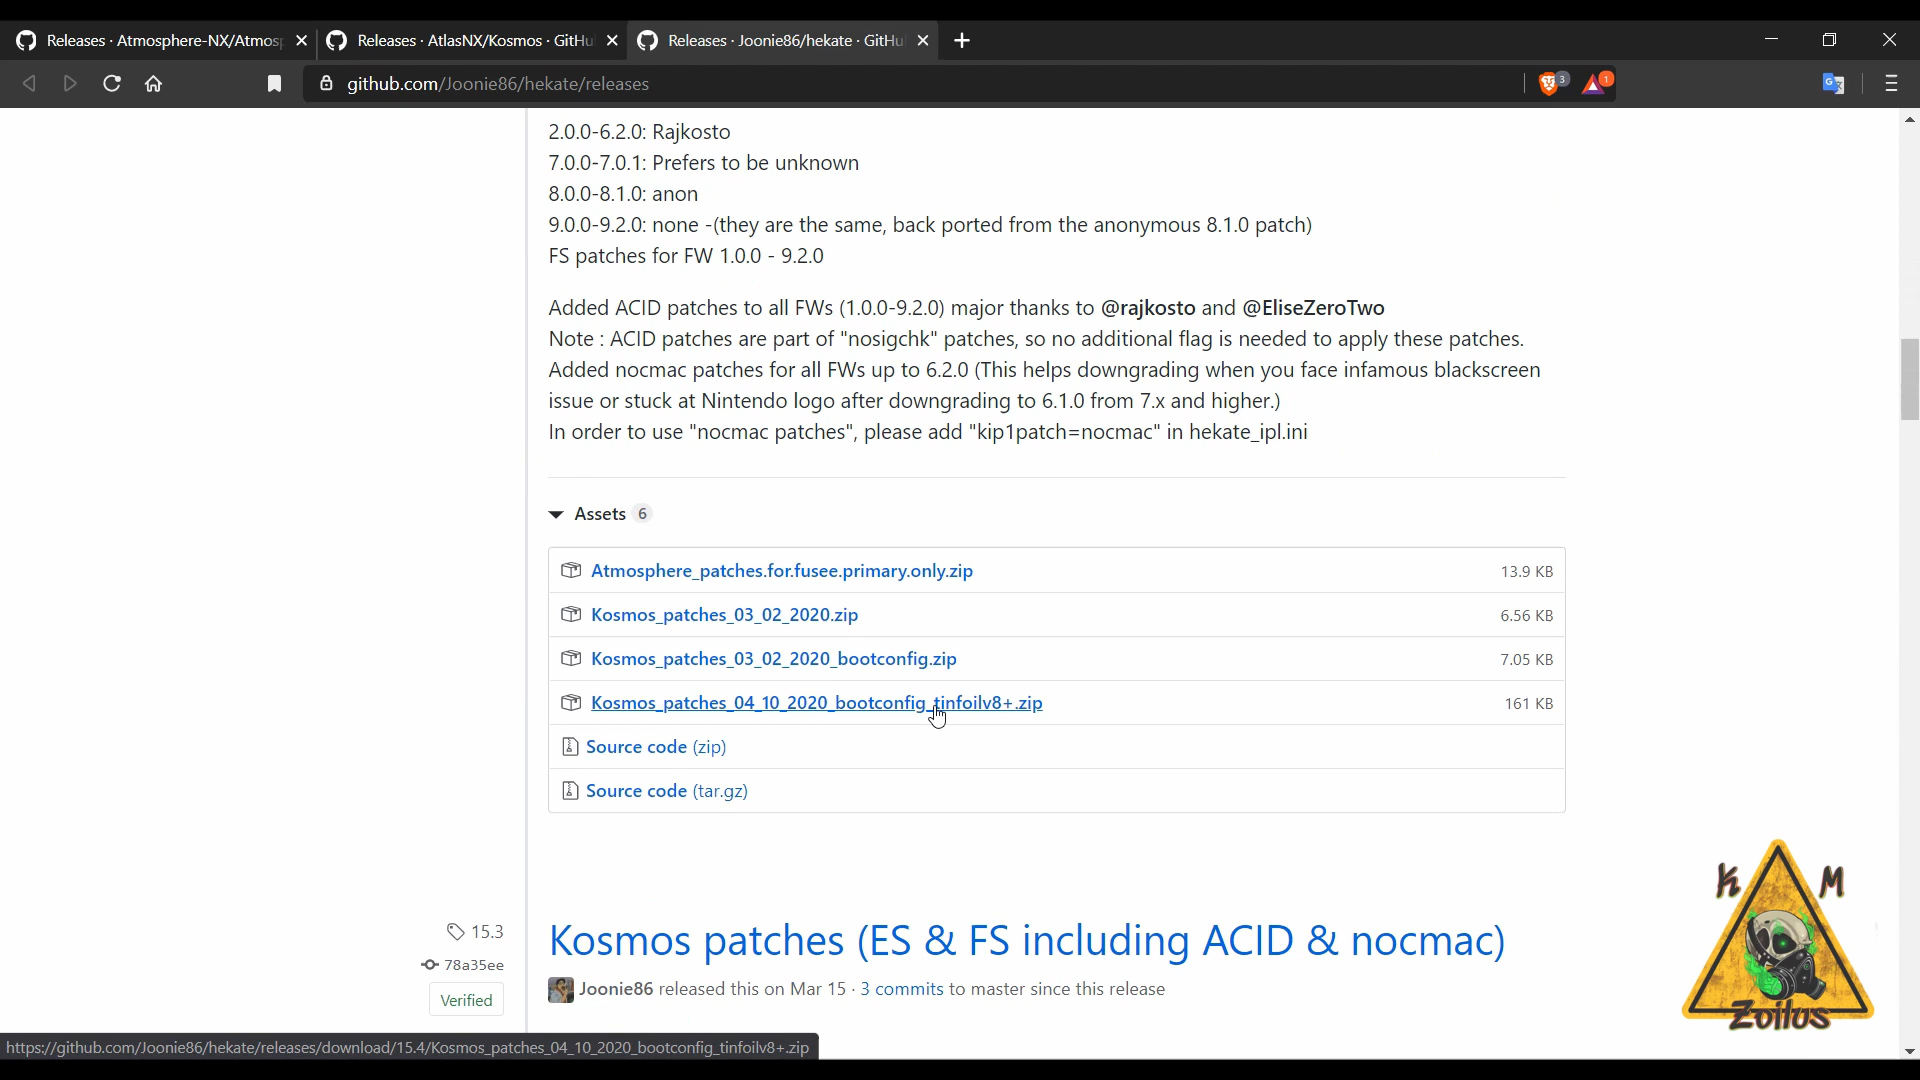 Releases · Atmosphere-NX/Atmosp
Releases · AtlasNX/Kosmos · GitHu
Releases · Joonie86/hekate · GitHu
github.com/Joonie86/hekate/releases
3
1
2.0.0-6.2.0: Rajkosto
7.0.0-7.0.1: Prefers to be unknown
8.0.0-8.1.0: anon
9.0.0-9.2.0: none -(they are the same, back ported from the anonymous 8.1.0 patch)
FS patches for FW 1.0.0 - 9.2.0
Added ACID patches to all FWs (1.0.0-9.2.0) major thanks to @rajkosto and @EliseZeroTwo
Note : ACID patches are part of "nosigchk" patches, so no additional flag is needed to apply these patches.
Added nocmac patches for all FWs up to 6.2.0 (This helps downgrading when you face infamous blackscreen
issue or stuck at Nintendo logo after downgrading to 6.1.0 from 7.x and higher.)
In order to use "nocmac patches", please add "kip1patch=nocmac" in hekate_ipl.ini
Assets 6
Atmosphere_patches.for.fusee.primary.only.zip 13.9 KB
Kosmos_patches_03_02_2020.zip 6.56 KB
Kosmos_patches_03_02_2020_bootconfig.zip 7.05 KB
Kosmos_patches_04_10_2020_bootconfig_tinfoilv8+.zip 161 KB
Source code (zip)
Source code (tar.gz)
15.3
78a35ee
Verified
Kosmos patches (ES & FS including ACID & nocmac)
Joonie86 released this on Mar 15 · 3 commits to master since this release
K M
Zoilus
https://github.com/Joonie86/hekate/releases/download/15.4/Kosmos_patches_04_10_2020_bootconfig_tinfoilv8+.zip